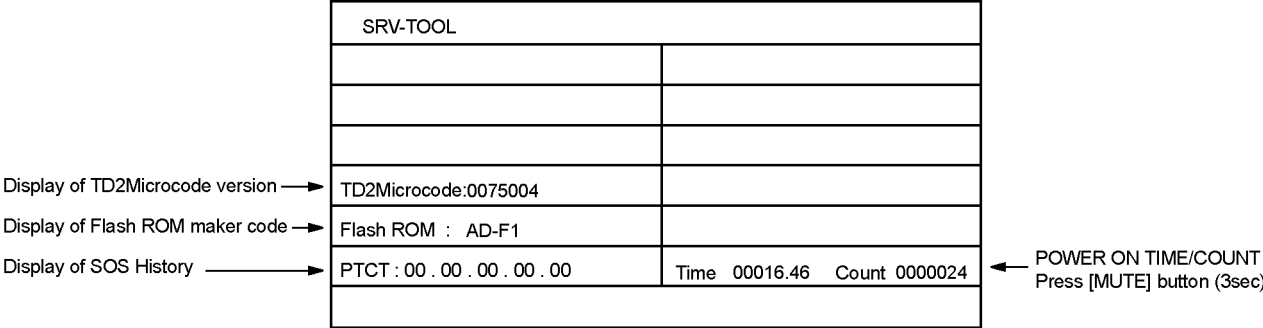 SRV-TOOL
Display of TD2Microcode version
TD2Microcode:0075004
Display of Flash ROM maker code
Flash ROM : AD-F1
Display of SOS History
PTCT : 00 . 00 . 00 . 00 . 00
Time 00016.46 Count 0000024
POWER ON TIME/COUNT
Press [MUTE] button (3sec)